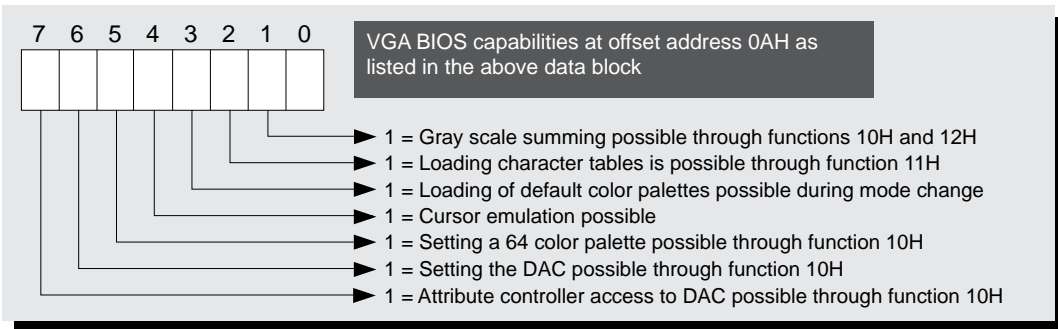 7 6 5 4 3 2 1 0
VGA BIOS capabilities at offset address 0AH as
listed in the above data block
1 = Gray scale summing possible through functions 10H and 12H
1 = Loading character tables is possible through function 11H
1 = Loading of default color palettes possible during mode change
1 = Cursor emulation possible
1 = Setting a 64 color palette possible through function 10H
1 = Setting the DAC possible through function 10H
1 = Attribute controller access to DAC possible through function 10H